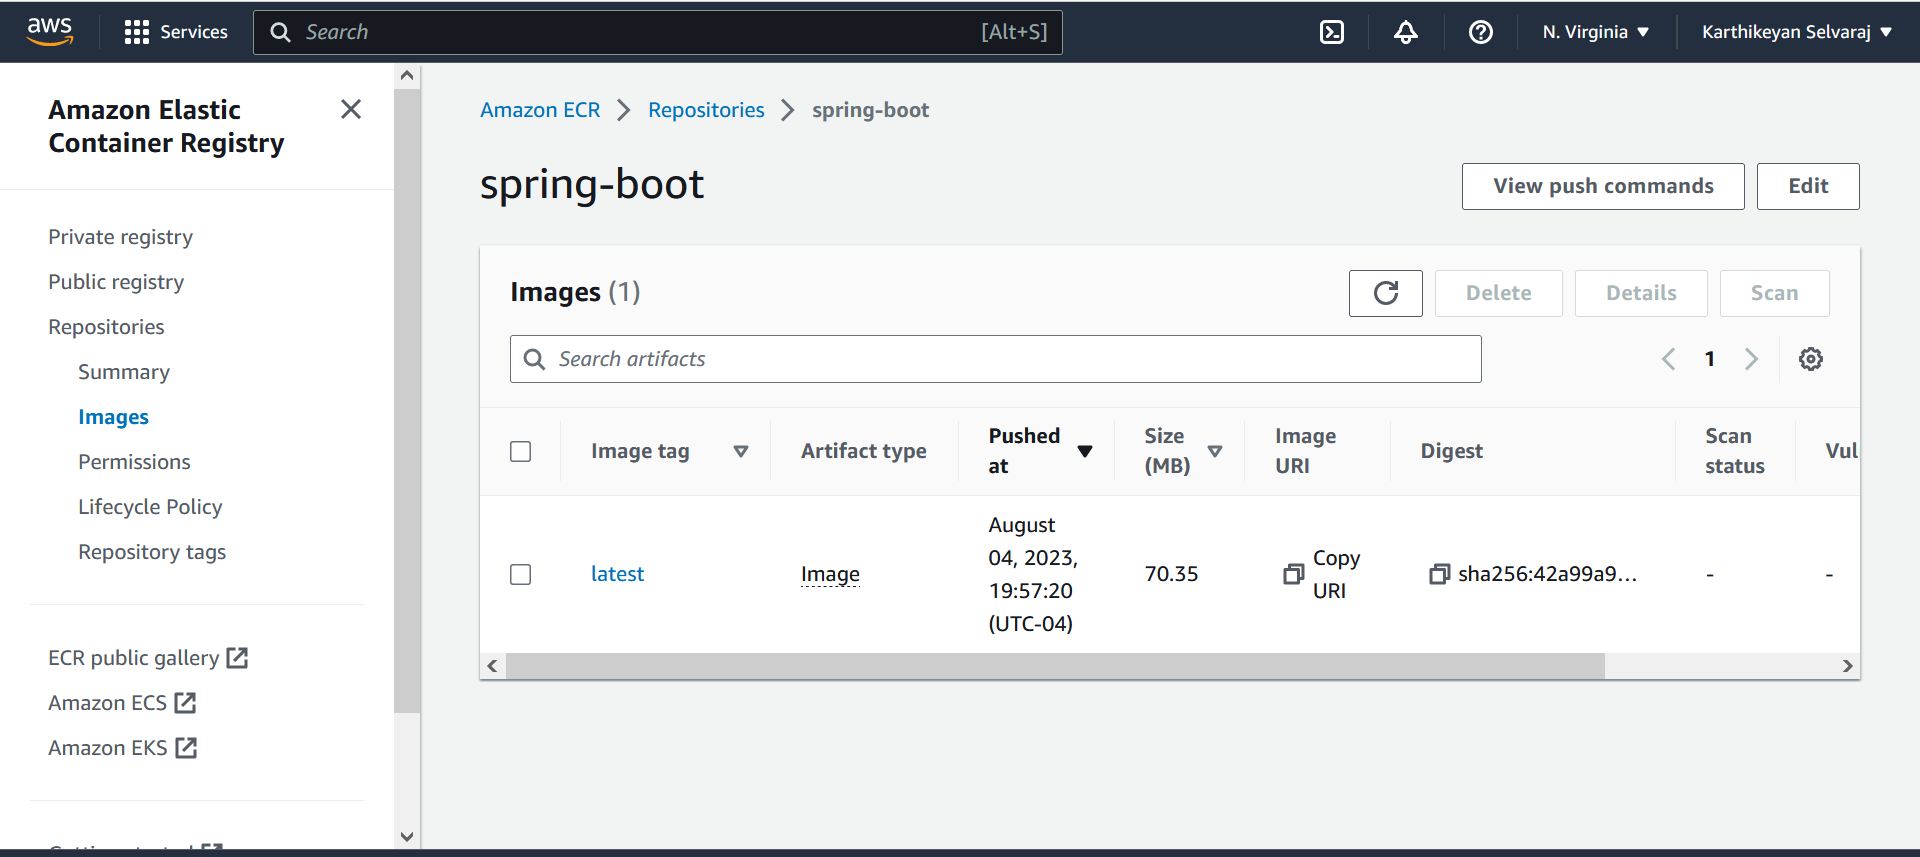 aws
Services
Search
[Alt+S]
N. Virginia
Karthikeyan Selvaraj
Amazon Elastic
Container Registry
Private registry
Public registry
Repositories
Summary
Images
Permissions
Lifecycle Policy
Repository tags
ECR public gallery
Amazon ECS
Amazon EKS
Amazon ECR
Repositories
spring-boot
spring-boot
View push commands
Edit
Images (1)
Delete
Details
Scan
Search artifacts
1
Image tag
Artifact type
Pushed
at
Size
(MB)
Image
URI
Digest
Scan
status
Vul
latest
Image
August
04, 2023,
19:57:20
(UTC-04)
70.35
Copy
URI
sha256:42a99a9...
-
-